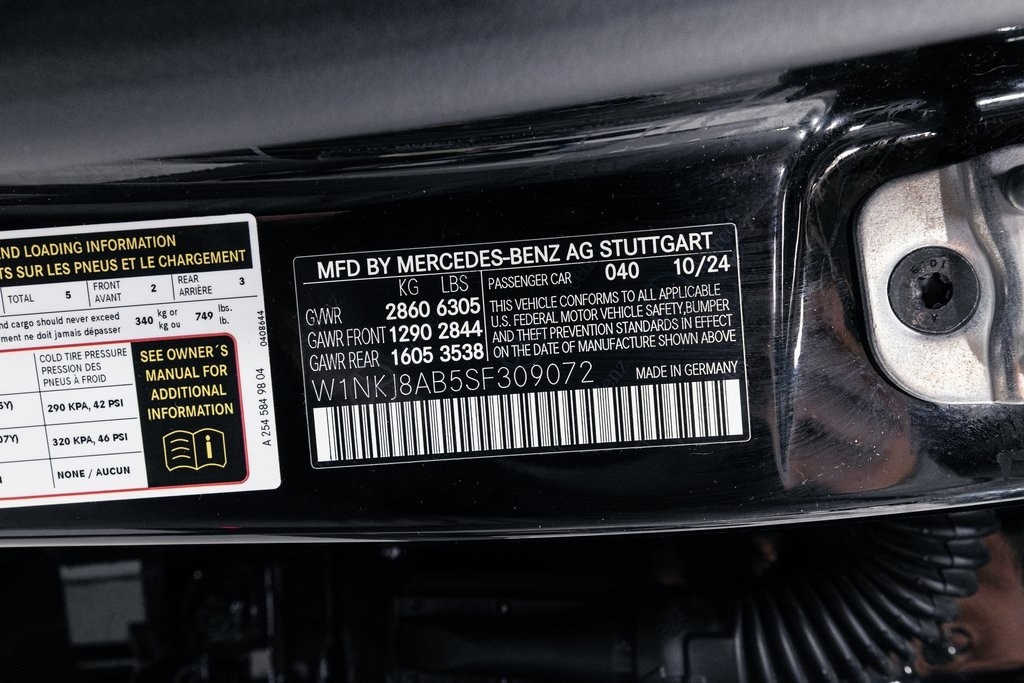 ND LOADING INFORMATION
TS SUR LES PNEUS ET LE CHARGEMENT
TOTAL 5 FRONT AVANT 2 REAR ARRIÈRE 3
nd cargo should never exceed 340 kg or 749 lbs.
ment ne doit jamais dépasser kg ou lb.
COLD TIRE PRESSURE
PRESSION DES
PNEUS À FROID
290 KPA, 42 PSI
320 KPA, 46 PSI
NONE / AUCUN
SEE OWNER´S
MANUAL FOR
ADDITIONAL
INFORMATION
A 254 584 98 04 0408644
MFD BY MERCEDES-BENZ AG STUTTGART
KG LBS
GVWR 2860 6305
GAWR FRONT 1290 2844
GAWR REAR 1605 3538
PASSENGER CAR 040 10/24
THIS VEHICLE CONFORMS TO ALL APPLICABLE
U.S. FEDERAL MOTOR VEHICLE SAFETY,BUMPER
AND THEFT PREVENTION STANDARDS IN EFFECT
ON THE DATE OF MANUFACTURE SHOWN ABOVE
W1NKJ8AB5SF309072 MADE IN GERMANY